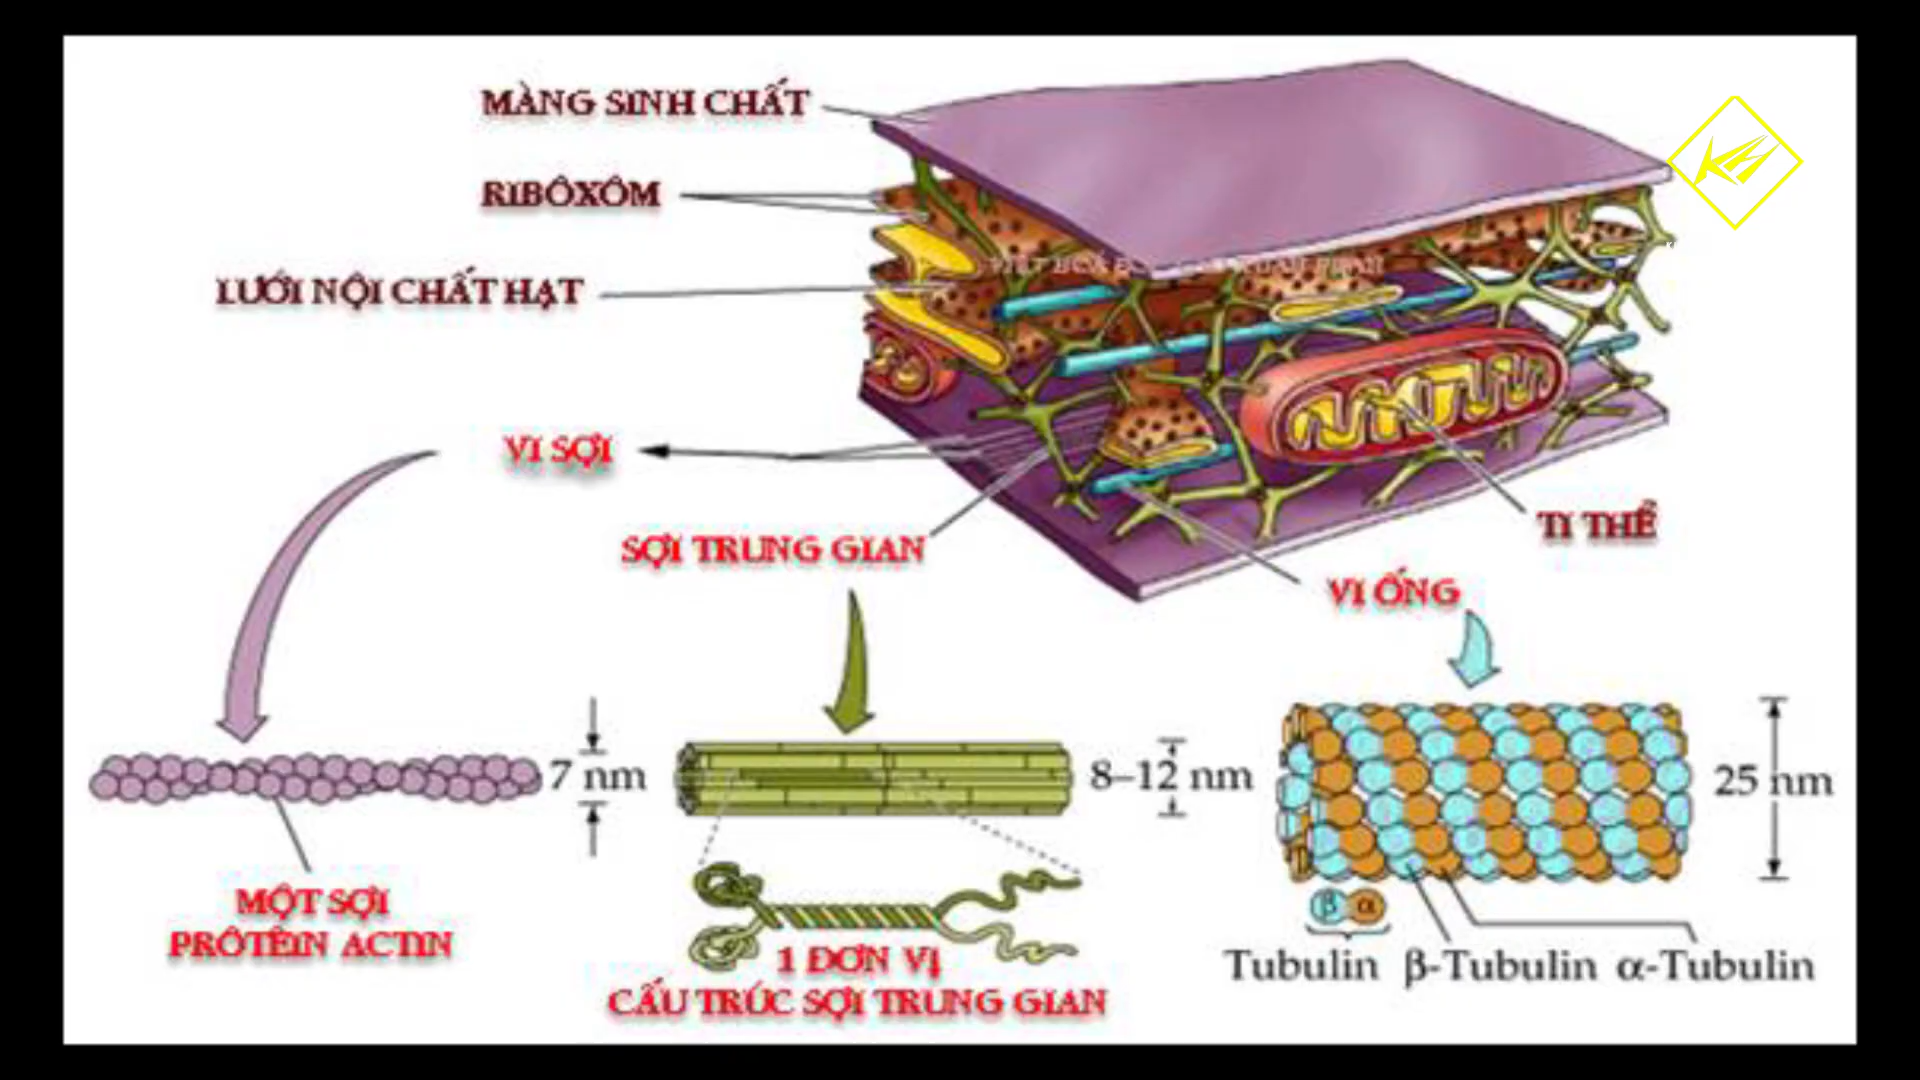 MÀNG SINH CHẤT
RIBÔXÔM
LƯỚI NỘI CHẤT HẠT
VI SỢI
SỢI TRUNG GIAN
TI THỂ
VI ỐNG
7 nm
8–12 nm
25 nm
MỘT SỢI
PRÔTÊIN ACTIN
1 ĐƠN VỊ
CẤU TRÚC SỢI TRUNG GIAN
β α
Tubulin β-Tubulin α-Tubulin